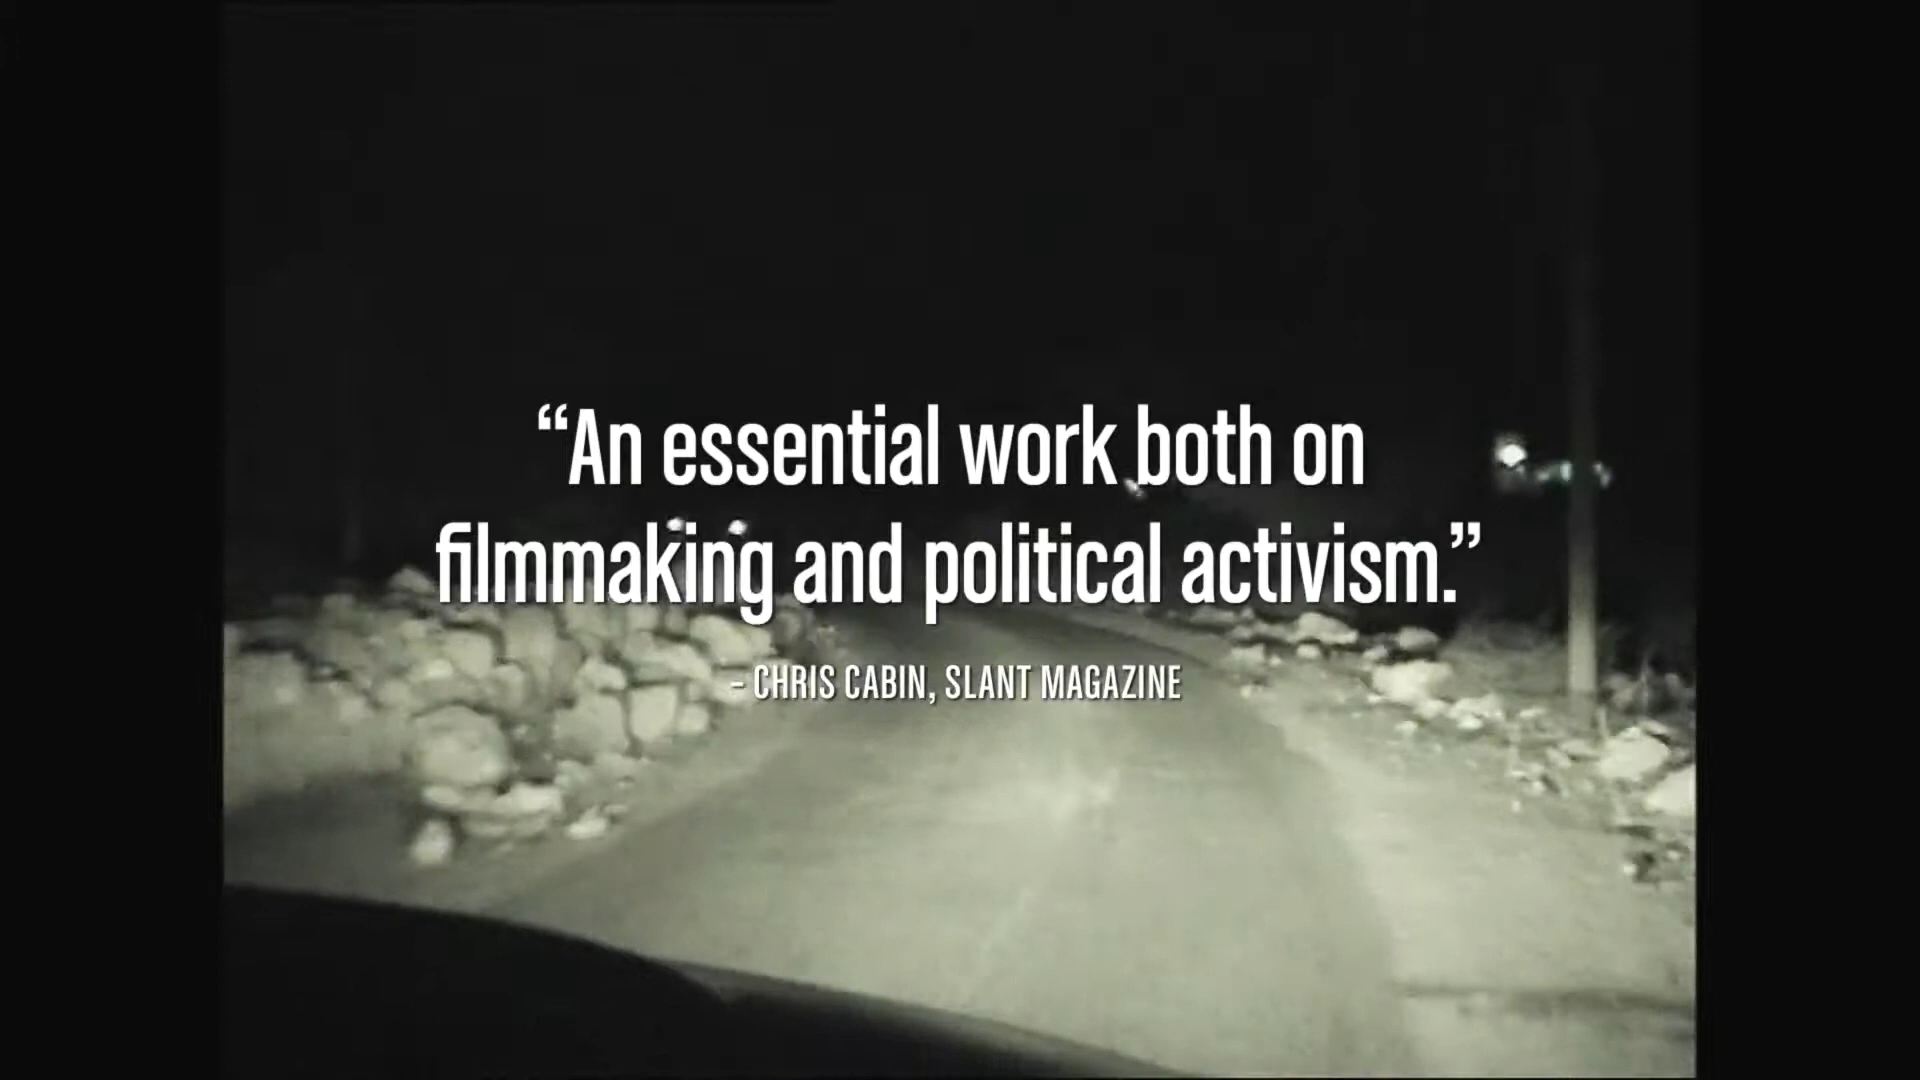 “An essential work both on
filmmaking and political activism.”
– CHRIS CABIN, SLANT MAGAZINE